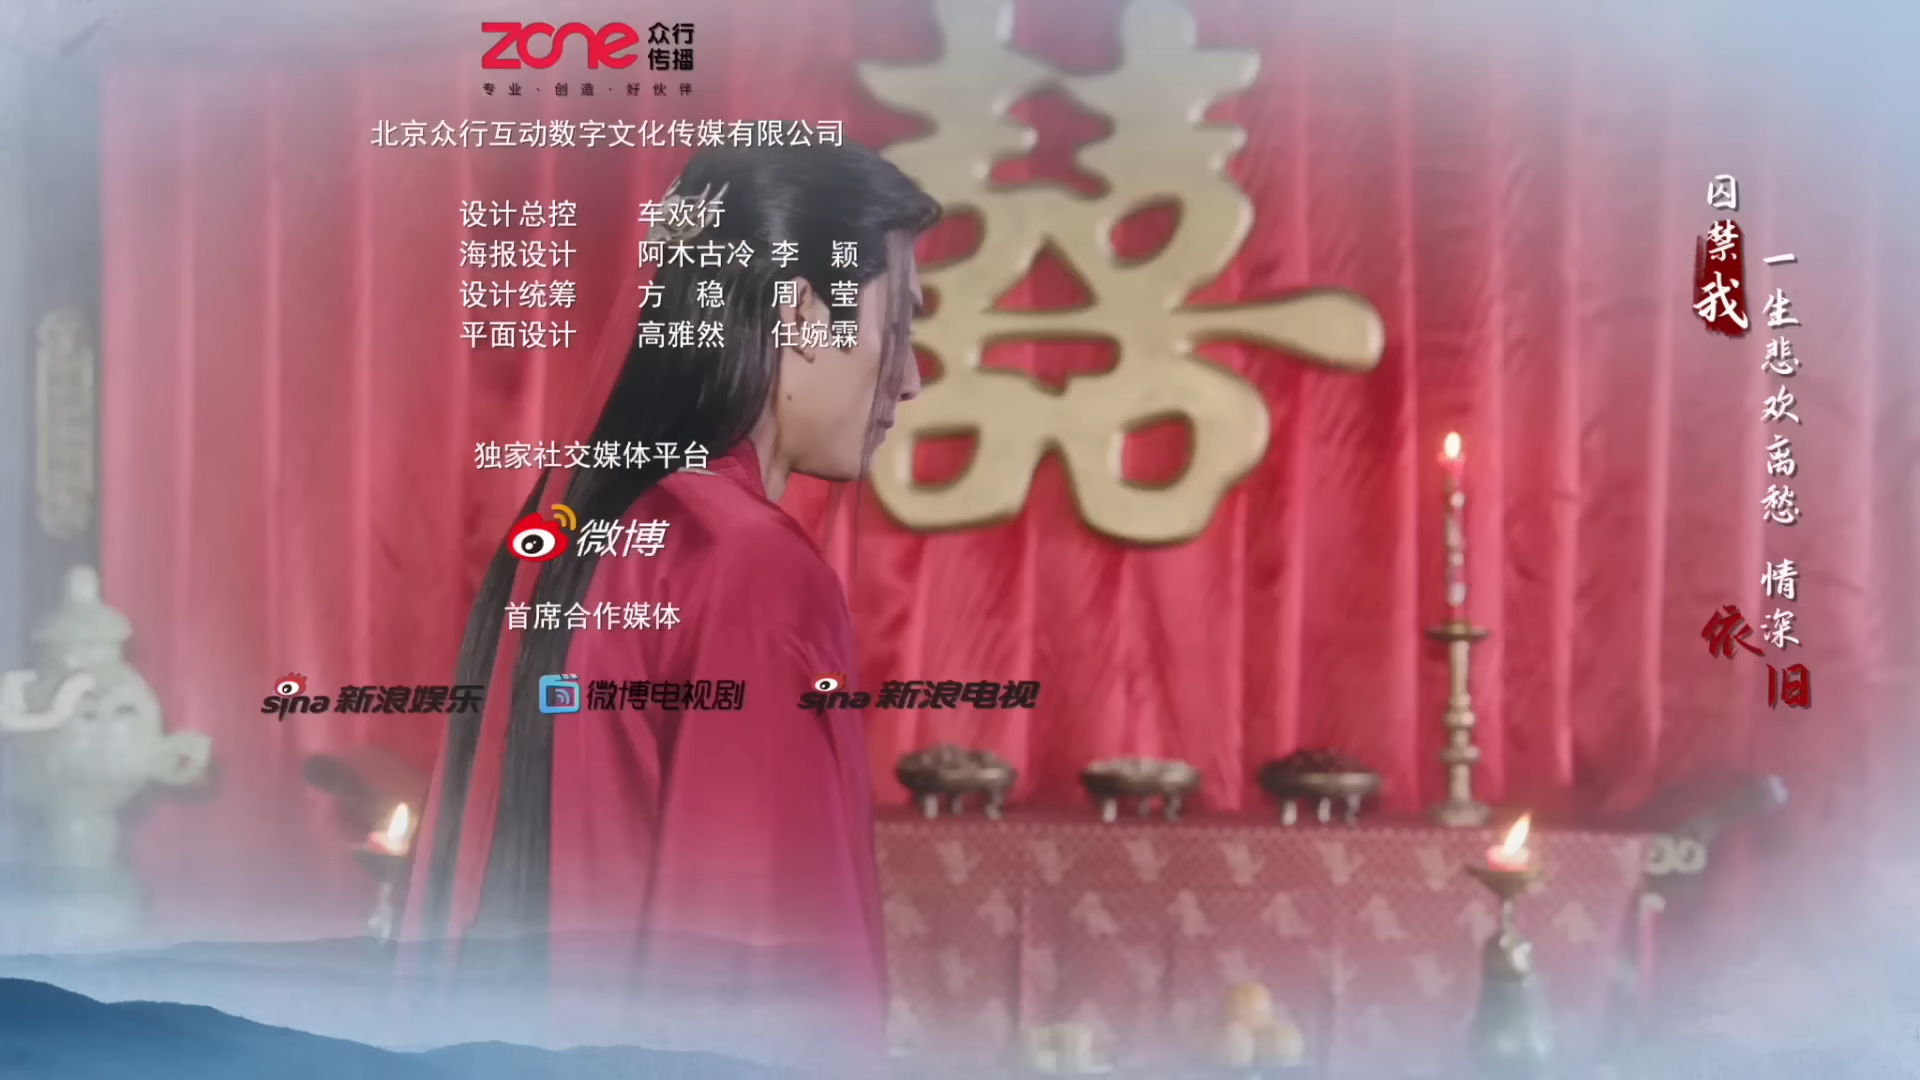 zone 众行传播
专业·创造·好伙伴
北京众行互动数字文化传媒有限公司
设计总控 车欢行
海报设计 阿木古冷 李颖
设计统筹 方稳 周莹
平面设计 高雅然 任婉霖
独家社交媒体平台
微博
首席合作媒体
sina 新浪娱乐 微博电视剧 sina 新浪电视
囚禁我
一生悲欢离愁 情深
依旧
囍